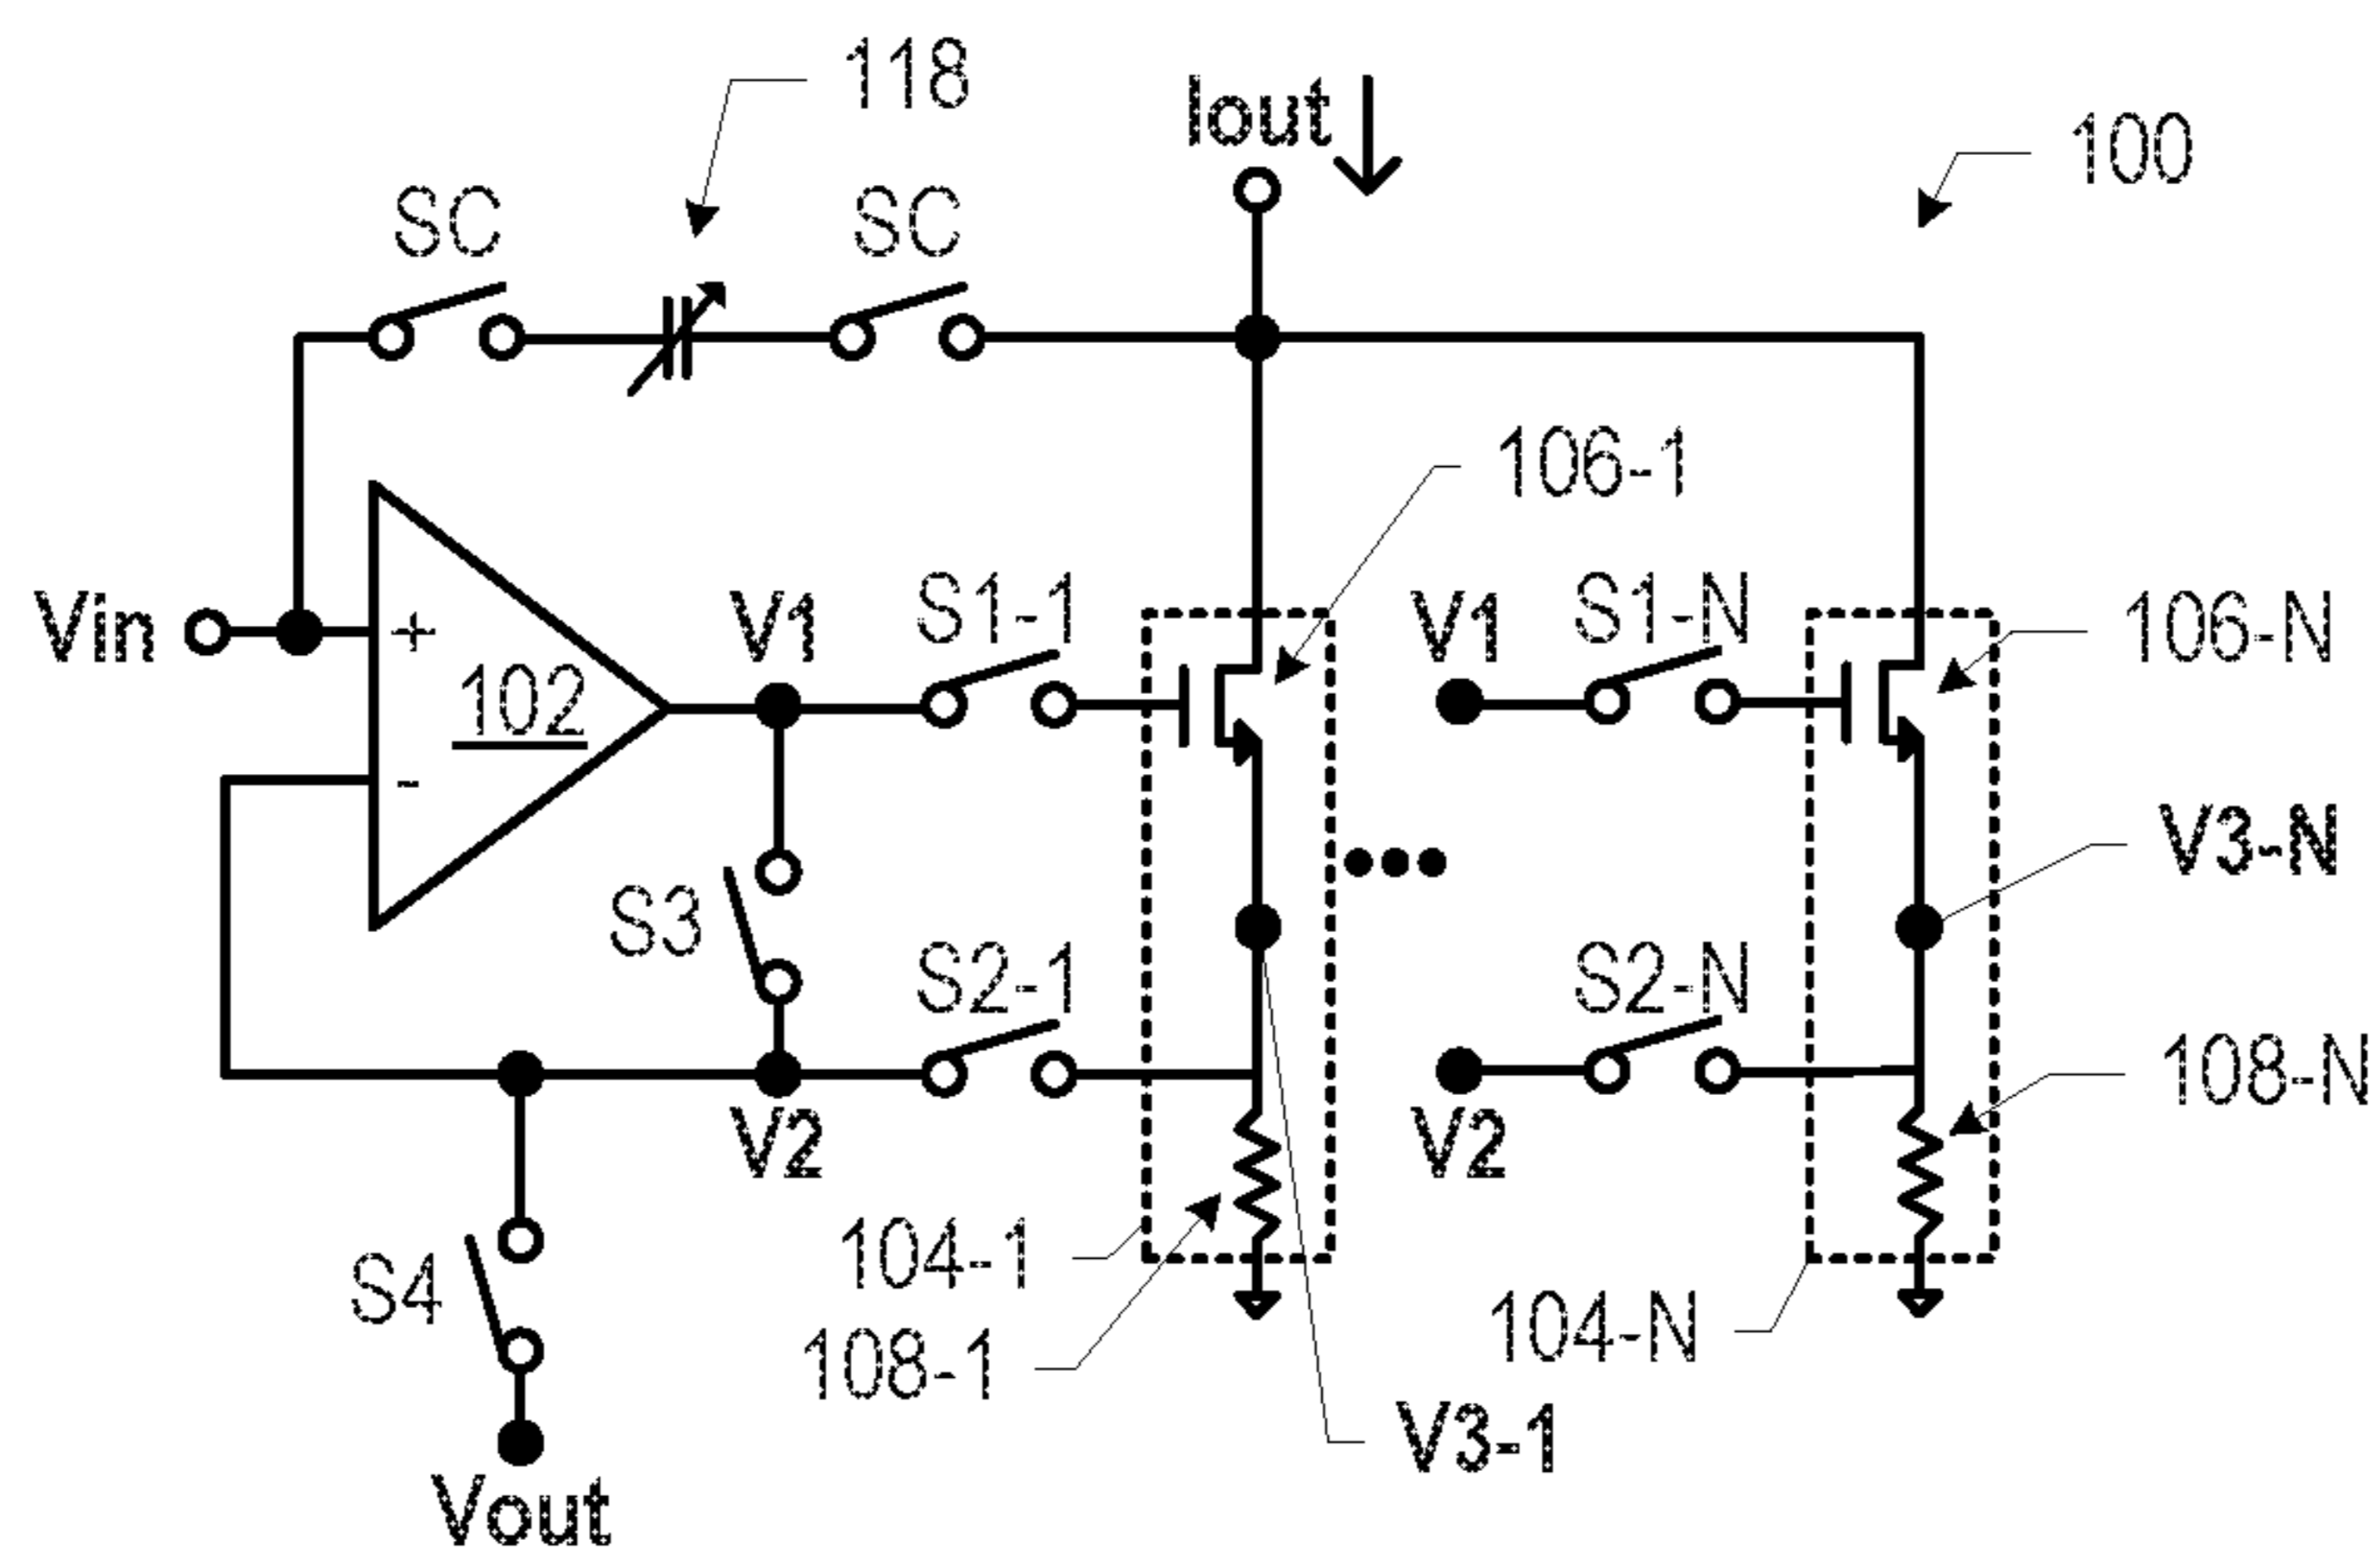 118
Iout
100
SC
SC
106-1
Vin
+
102
-
V1
S1-1
V1
S1-N
106-N
S3
S2-1
S2-N
V3-N
V2
V2
108-N
S4
104-1
108-1
104-N
V3-1
Vout